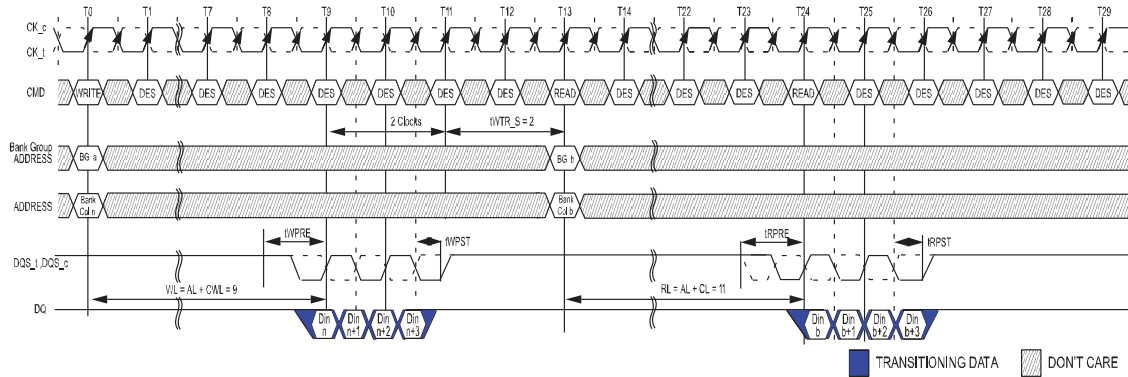 T0 T1 T7 T8 T9 T10 T11 T12 T13 T14 T22 T23 T24 T25 T26 T27 T28 T29
CK_c
CK_t
CMD WRITE DES DES DES DES DES DES DES READ DES DES DES READ DES DES DES DES DES
2 Clocks tWTR_S = 2
Bank Group
ADDRESS BG a BG b
ADDRESS Bank Col n Bank Col b
tWPRE tWPST tRPRE tRPST
DQS_t ,DQS_c
WL = AL + CWL = 9 RL = AL + CL = 11
DQ Din n Din n+1 Din n+2 Din n+3 Din b Din b+1 Din b+2 Din b+3
TRANSITIONING DATA DON'T CARE